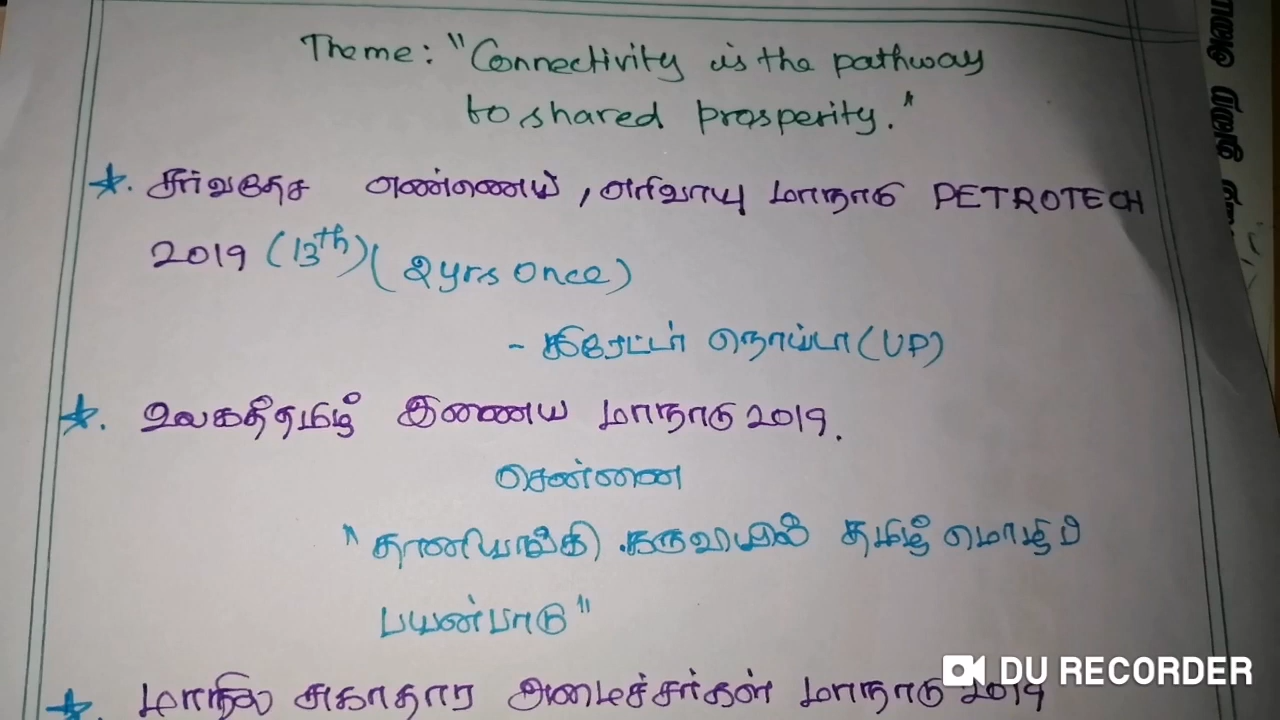 Theme: "Connectivity is the pathway
to shared prosperity."
சர்வதேச எண்ணெய், எரிவாயு மாநாடு PETROTECH
2019 (13th) (2yrs Once)
- கிரேட்டர் நொய்டா (UP)
உலகத்தமிழ் இணைய மாநாடு 2019.
சென்னை
"தானியங்கி கருவியில் தமிழ் மொழிப்
பயன்பாடு"
மாநில சுகாதார அமைச்சர்கள் மாநாடு 2019
DU RECORDER